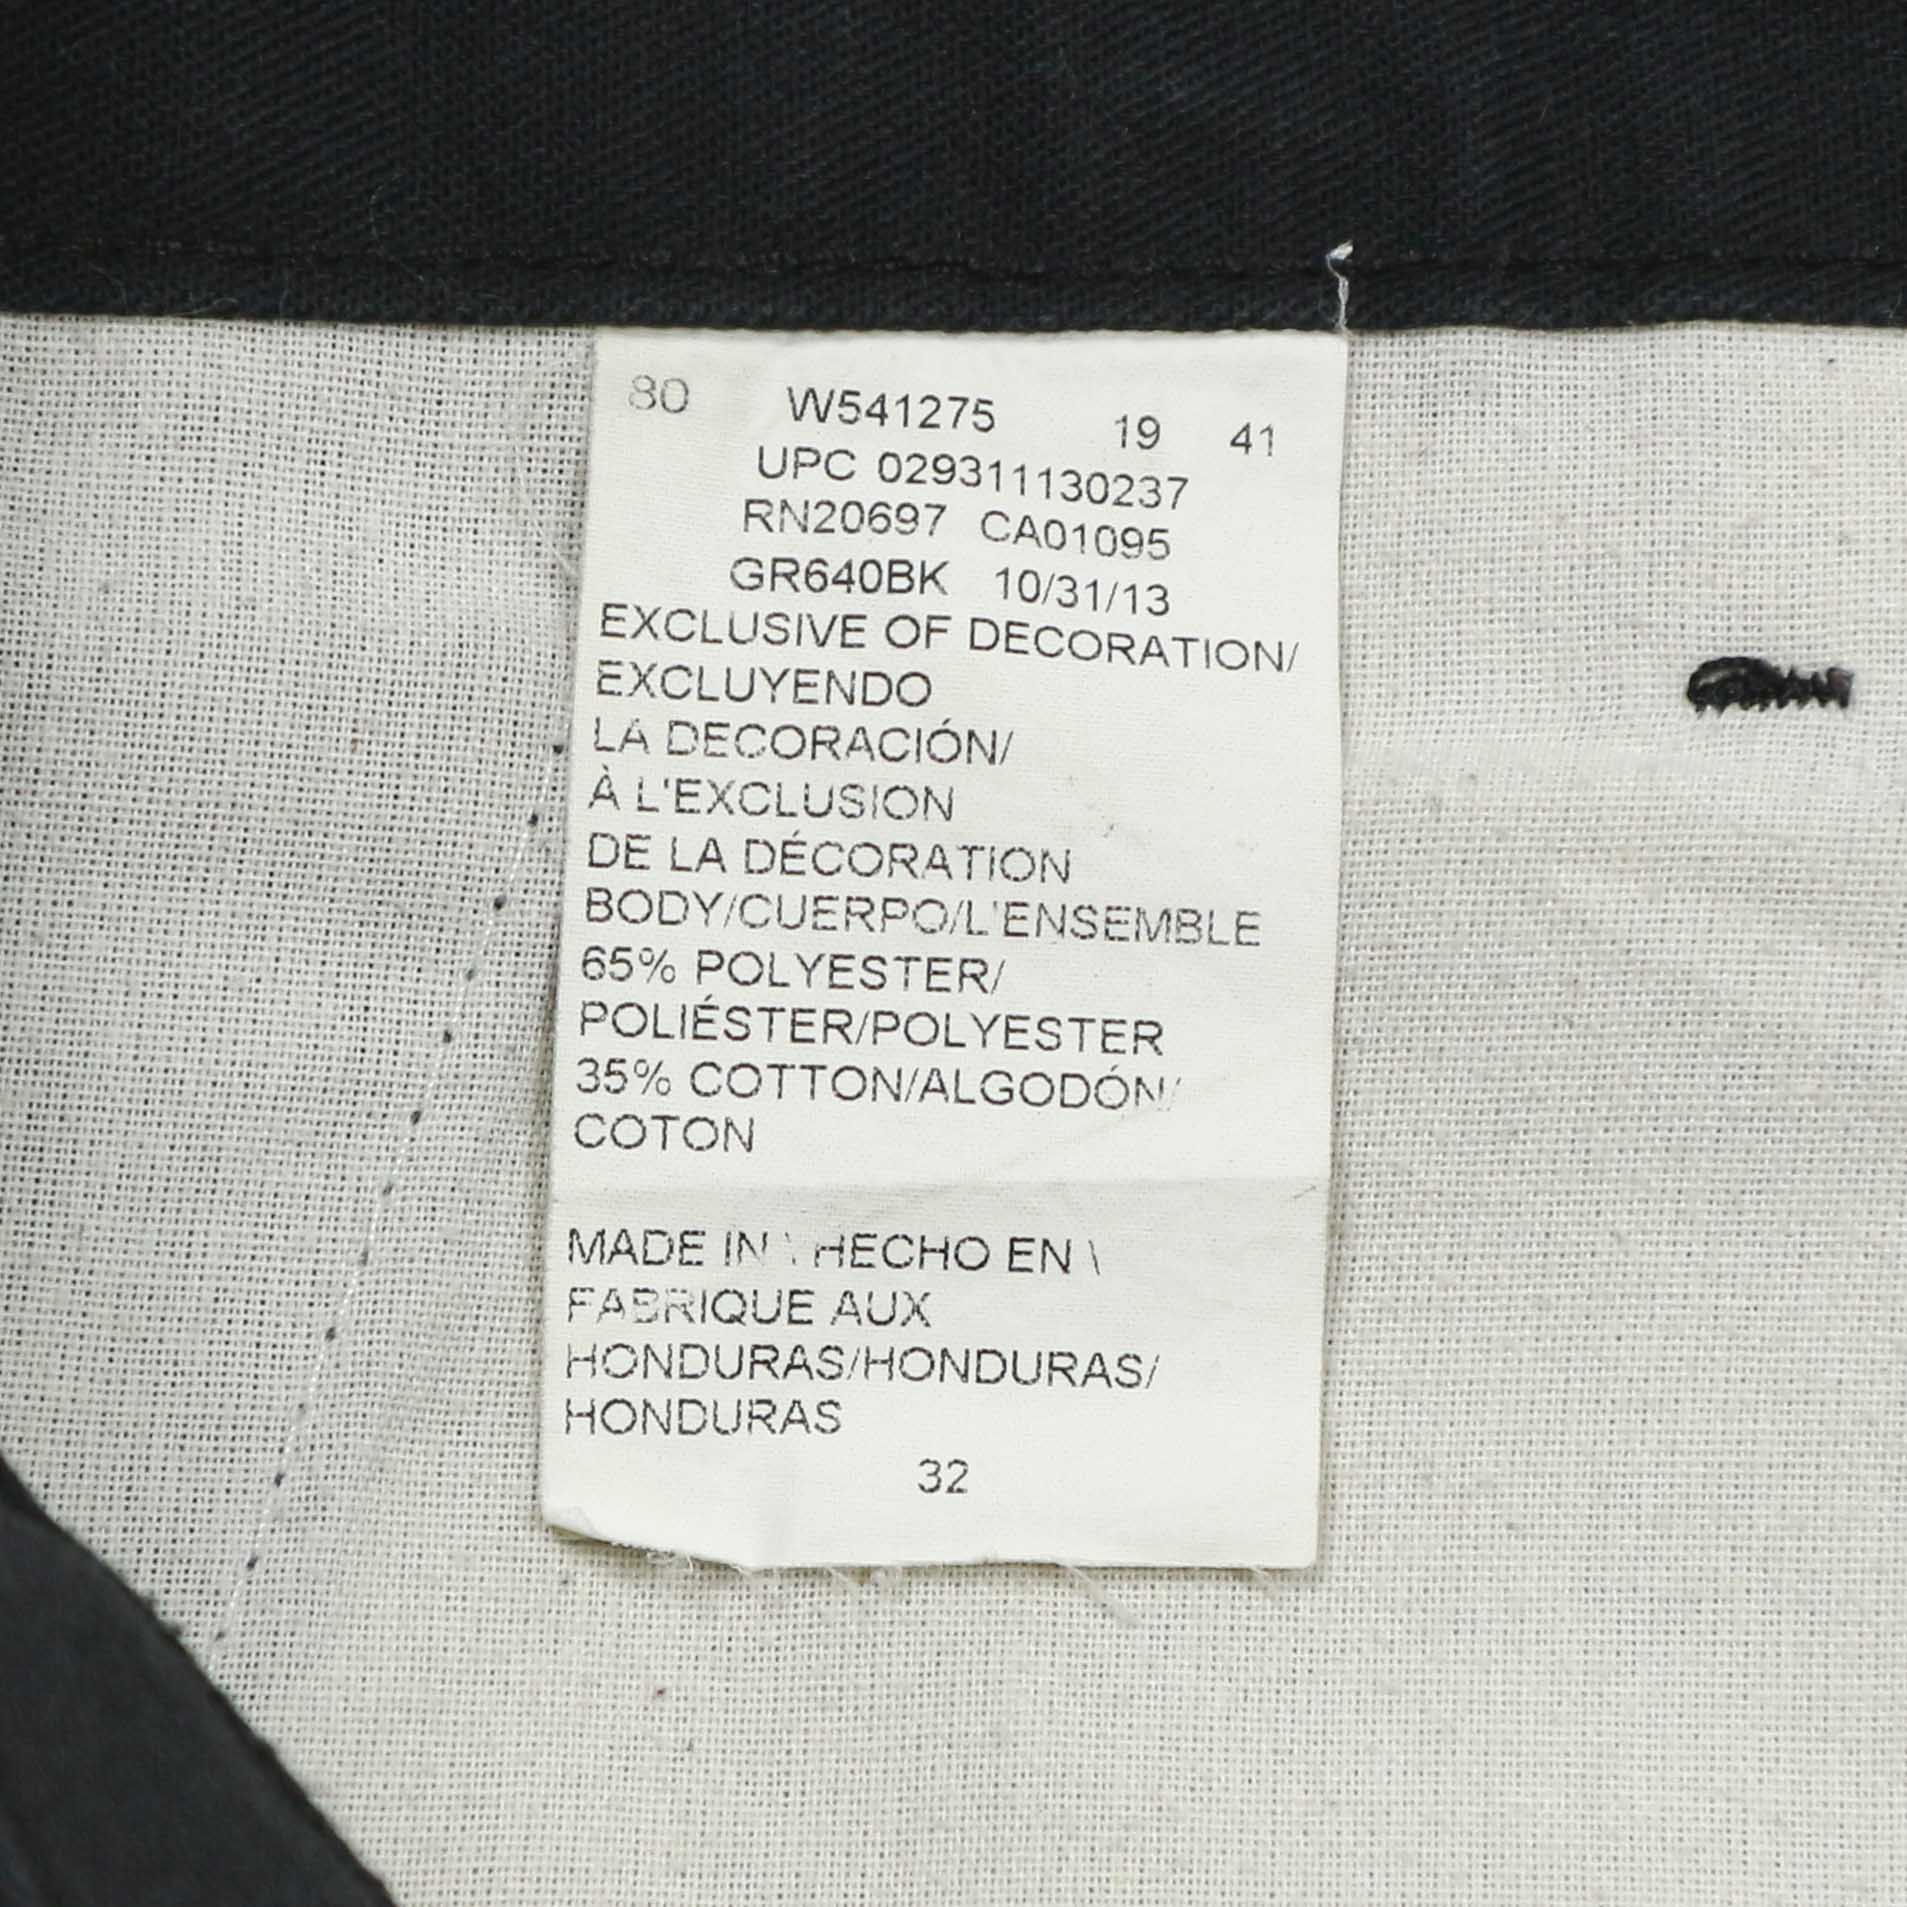 80 W541275 19 41
UPC 029311130237
RN20697 CA01095
GR640BK 10/31/13
EXCLUSIVE OF DECORATION/
EXCLUYENDO
LA DECORACIÓN/
À L'EXCLUSION
DE LA DÉCORATION
BODY/CUERPO/L'ENSEMBLE
65% POLYESTER/
POLIÉSTER/POLYESTER
35% COTTON/ALGODÓN/
COTON
MADE IN \ HECHO EN \
FABRIQUE AUX
HONDURAS/HONDURAS/
HONDURAS
32